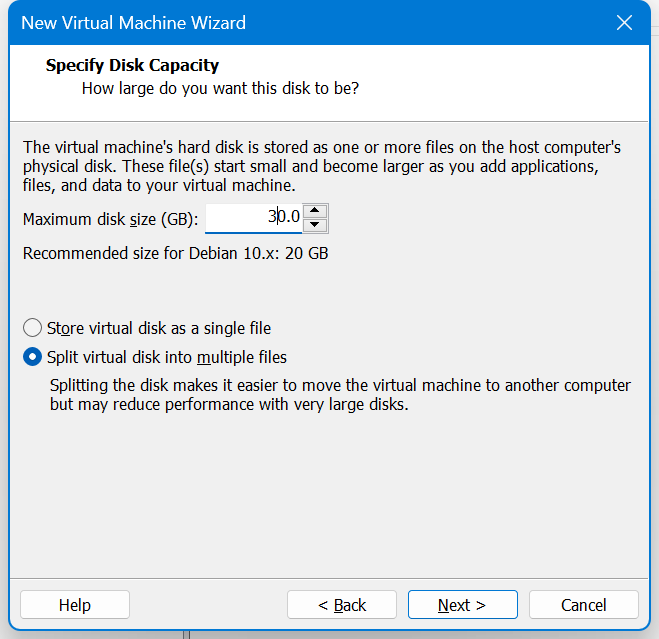 New Virtual Machine Wizard
Specify Disk Capacity
How large do you want this disk to be?
The virtual machine's hard disk is stored as one or more files on the host computer's
physical disk. These file(s) start small and become larger as you add applications,
files, and data to your virtual machine.
Maximum disk size (GB): 30.0
Recommended size for Debian 10.x: 20 GB
Store virtual disk as a single file
Split virtual disk into multiple files
Splitting the disk makes it easier to move the virtual machine to another computer
but may reduce performance with very large disks.
Help < Back Next > Cancel